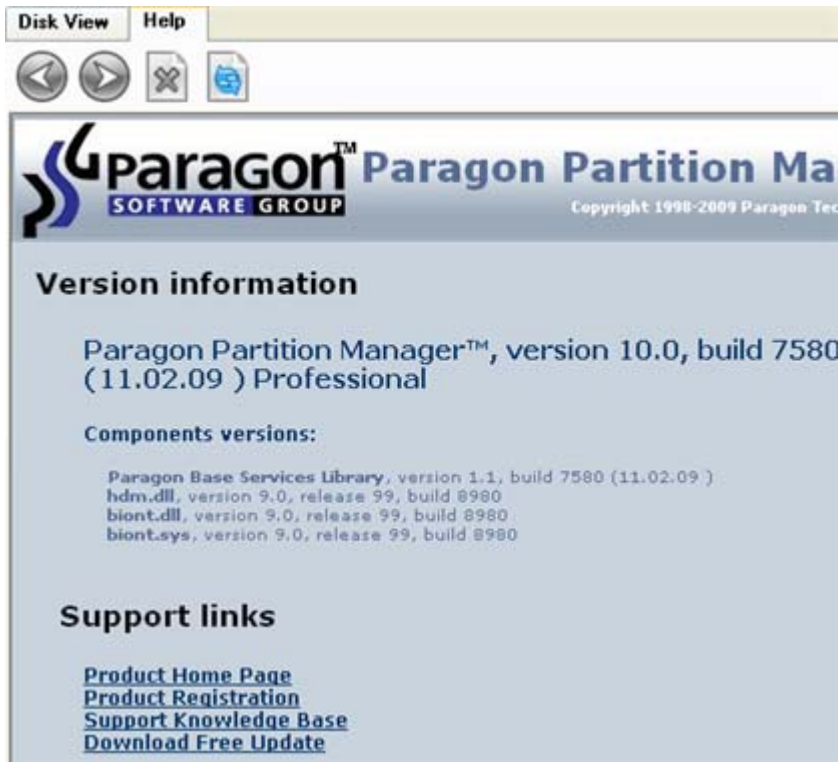 Disk View Help
Paragon™
SOFTWARE GROUP
Paragon Partition Ma
Copyright 1998-2009 Paragon Tec
Version information
Paragon Partition Manager™, version 10.0, build 7580
(11.02.09 ) Professional
Components versions:
Paragon Base Services Library, version 1.1, build 7580 (11.02.09 )
hdm.dll, version 9.0, release 99, build 8980
biont.dll, version 9.0, release 99, build 8980
biont.sys, version 9.0, release 99, build 8980
Support links
Product Home Page
Product Registration
Support Knowledge Base
Download Free Update